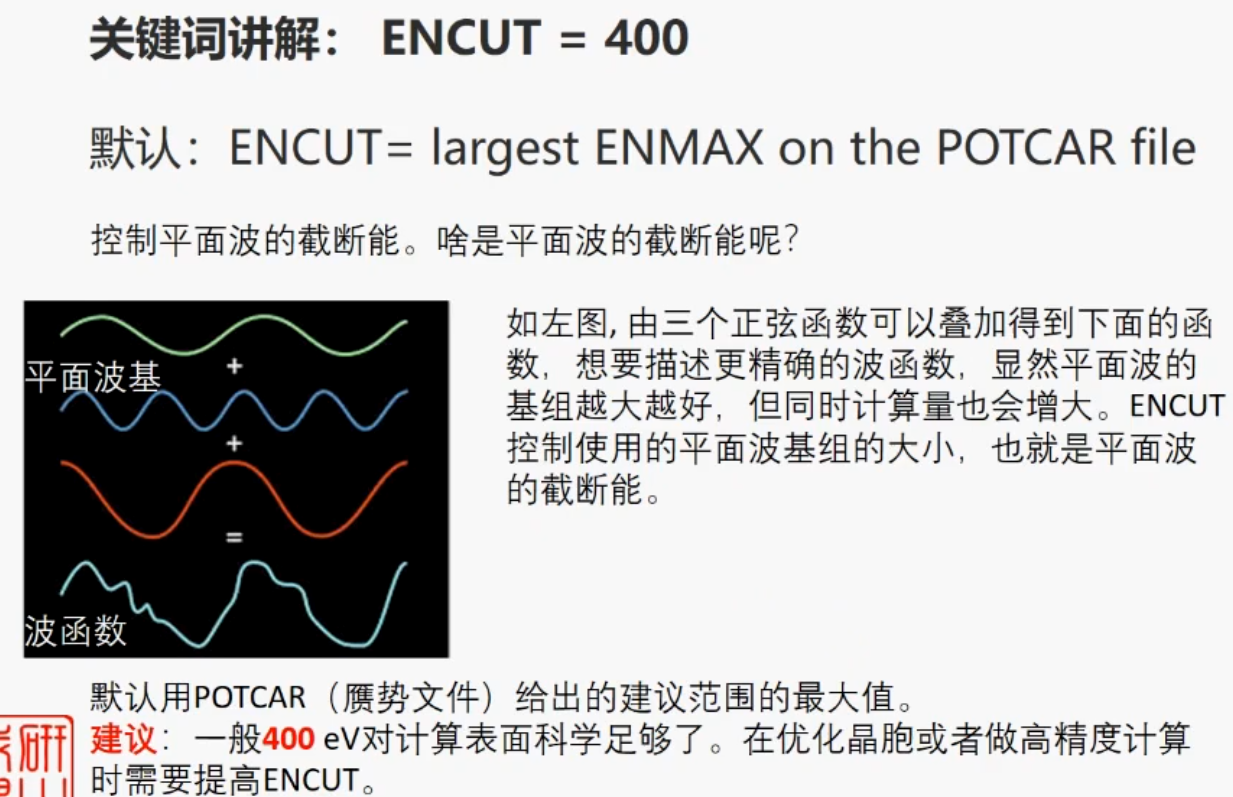 关键词讲解： ENCUT = 400
默认：ENCUT= largest ENMAX on the POTCAR file
控制平面波的截断能。啥是平面波的截断能呢？
平面波基
+
+
=
波函数
如左图, 由三个正弦函数可以叠加得到下面的函
数，想要描述更精确的波函数，显然平面波的
基组越大越好，但同时计算量也会增大。ENCUT
控制使用的平面波基组的大小，也就是平面波
的截断能。
默认用POTCAR（赝势文件）给出的建议范围的最大值。
建议：一般400 eV对计算表面科学足够了。在优化晶胞或者做高精度计算
时需要提高ENCUT。
研